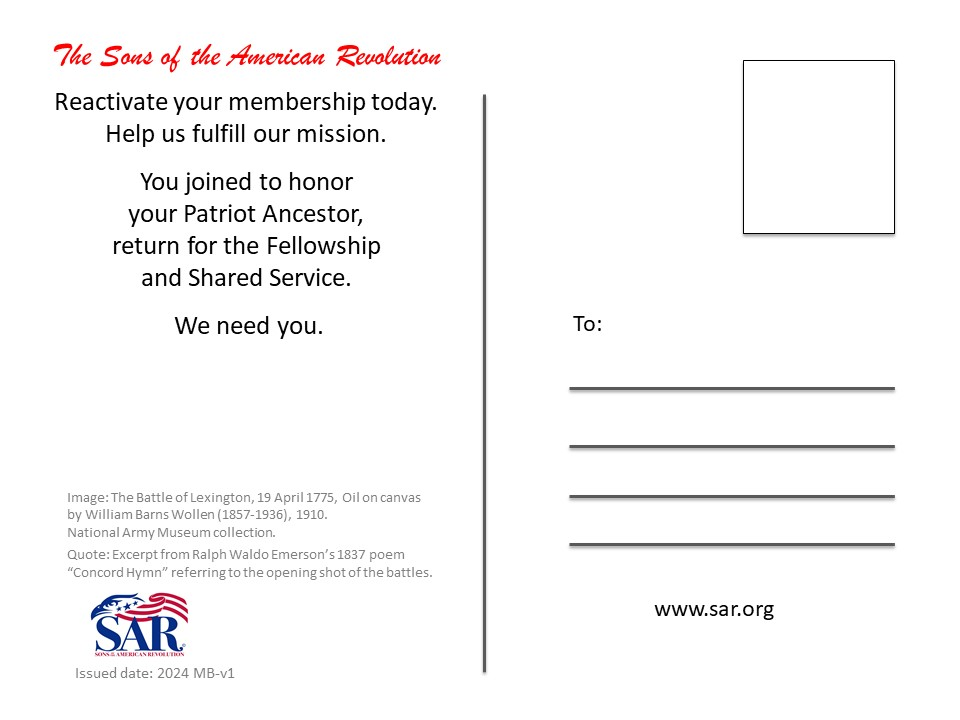 The Sons of the American Revolution
Reactivate your membership today.
Help us fulfill our mission.
You joined to honor
your Patriot Ancestor,
return for the Fellowship
and Shared Service.
We need you.
Image: The Battle of Lexington, 19 April 1775, Oil on canvas
by William Barns Wollen (1857-1936), 1910.
National Army Museum collection.
Quote: Excerpt from Ralph Waldo Emerson’s 1837 poem
“Concord Hymn” referring to the opening shot of the battles.
SAR®
SONS OF THE AMERICAN REVOLUTION
Issued date: 2024 MB-v1
To:
www.sar.org